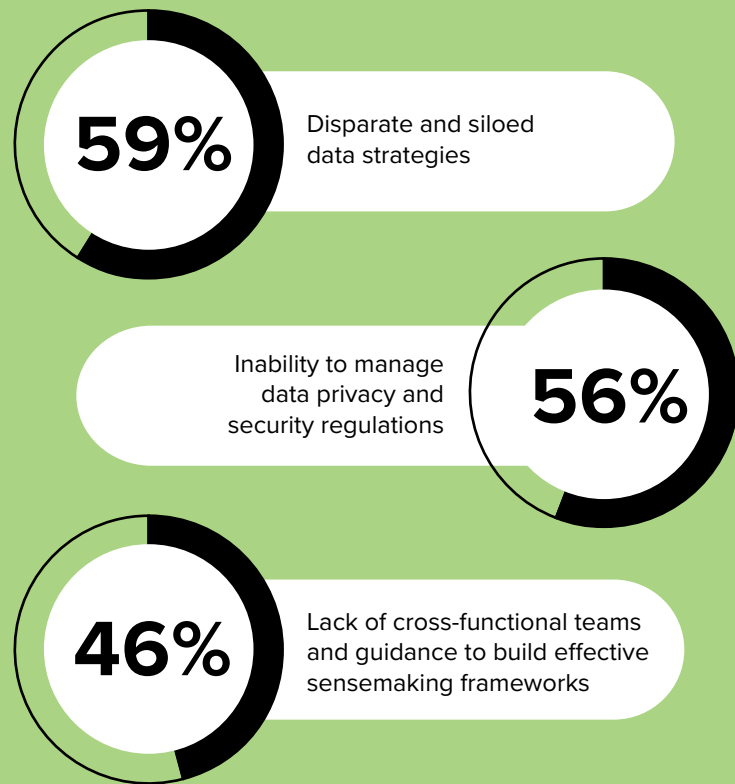 59%
Disparate and siloed
data strategies
Inability to manage
data privacy and
security regulations
56%
46%
Lack of cross-functional teams
and guidance to build effective
sensemaking frameworks